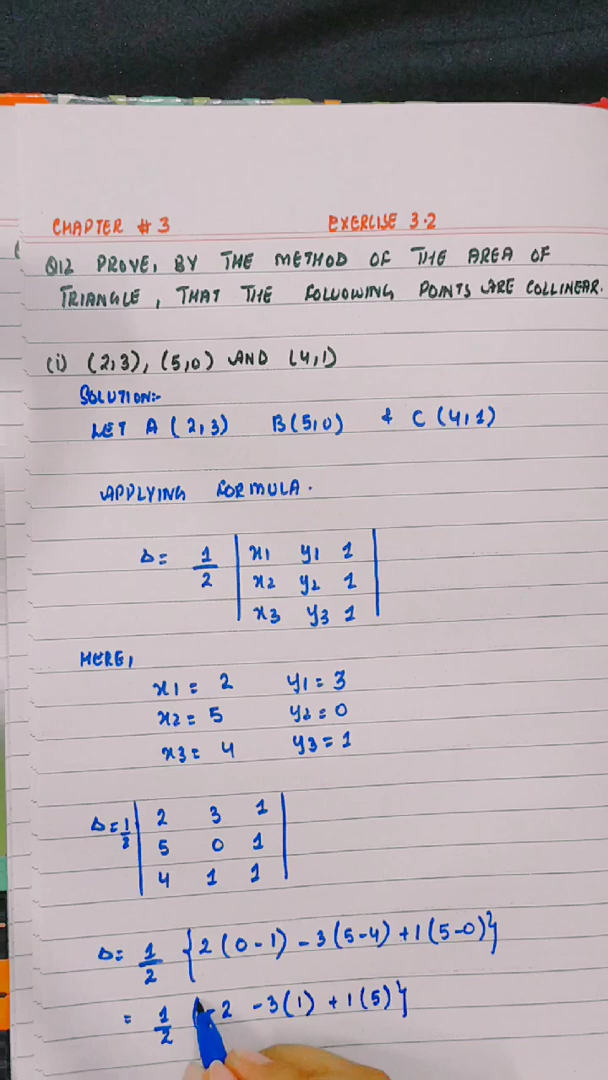 CHAPTER # 3 EXERCISE 3.2
Q12 PROVE, BY THE METHOD OF THE AREA OF
TRIANGLE, THAT THE FOLLOWING POINTS ARE COLLINEAR.
(i) (2,3), (5,0) AND (4,1)
SOLUTION:-
LET A (2,3) B(5,0) & C (4,1)
APPLYING FORMULA.
Δ= 1/2 | x1 y1 1 |
| x2 y2 1 |
| x3 y3 1 |
HERE,
x1 = 2 y1 = 3
x2 = 5 y2 = 0
x3 = 4 y3 = 1
Δ=1/2 | 2 3 1 |
| 5 0 1 |
| 4 1 1 |
Δ= 1/2 {2(0-1) -3(5-4) +1(5-0)}
= 1/2 {-2 -3(1) +1(5)}